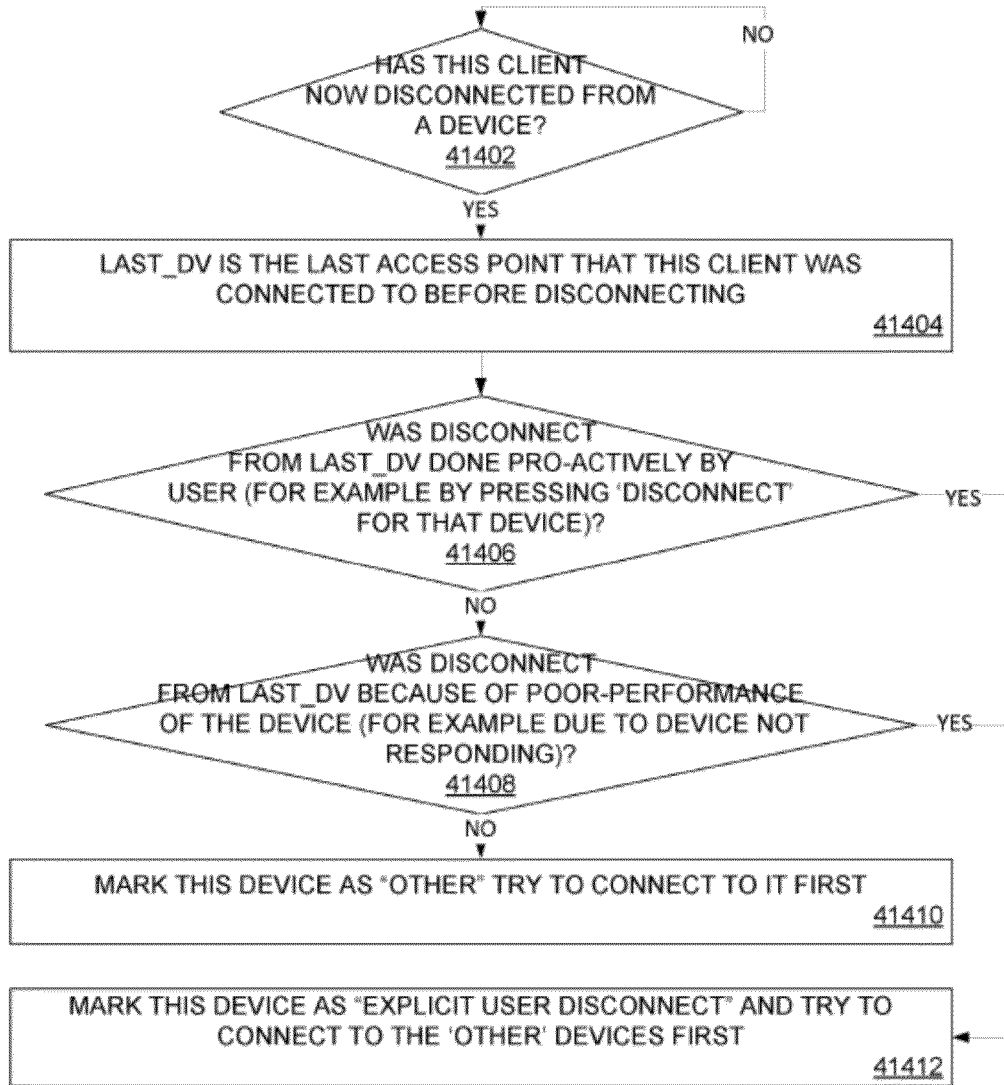 NO
HAS THIS CLIENT
NOW DISCONNECTED FROM
A DEVICE?
41402
YES
LAST_DV IS THE LAST ACCESS POINT THAT THIS CLIENT WAS
CONNECTED TO BEFORE DISCONNECTING
41404
WAS DISCONNECT
FROM LAST_DV DONE PRO-ACTIVELY BY
USER (FOR EXAMPLE BY PRESSING 'DISCONNECT'
FOR THAT DEVICE)?
41406
YES
NO
WAS DISCONNECT
FROM LAST_DV BECAUSE OF POOR-PERFORMANCE
OF THE DEVICE (FOR EXAMPLE DUE TO DEVICE NOT
RESPONDING)?
41408
YES
NO
MARK THIS DEVICE AS "OTHER" TRY TO CONNECT TO IT FIRST
41410
MARK THIS DEVICE AS "EXPLICIT USER DISCONNECT" AND TRY TO
CONNECT TO THE 'OTHER' DEVICES FIRST
41412